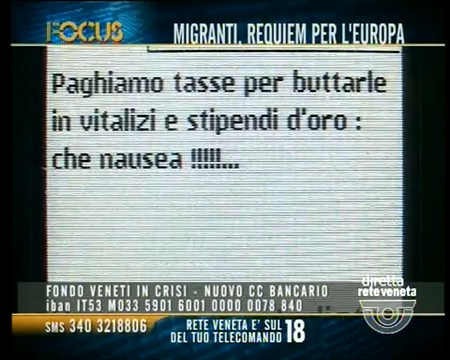 FOCUS
MIGRANTI, REQUIEM PER L'EUROPA
Paghiamo tasse per buttarle
in vitalizi e stipendi d'oro :
che nausea !!!!!...
diretta
reteveneta
FONDO VENETI IN CRISI - NUOVO CC BANCARIO
iban IT53 M033 5901 6001 0000 0078 840
SMS 340 3218806
RETE VENETA E' SUL
DEL TUO TELECOMANDO 18